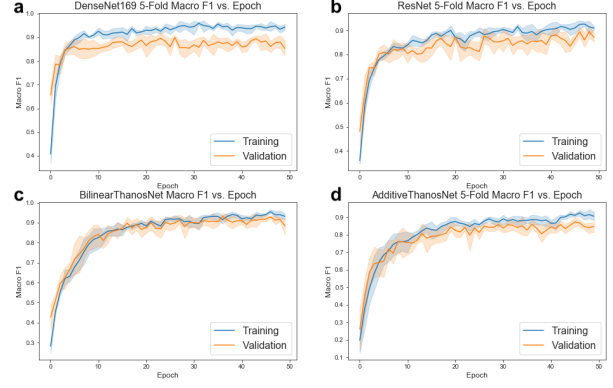 a DenseNet169 5-Fold Macro F1 vs. Epoch
1.0
0.9
0.8
0.7
0.6
0.5
0.4
Macro F1
0 10 20 30 40 50
Epoch
Training
Validation
b ResNet 5-Fold Macro F1 vs. Epoch
0.9
0.8
0.7
0.6
0.5
0.4
Macro F1
0 10 20 30 40 50
Epoch
Training
Validation
c BilinearThanosNet Macro F1 vs. Epoch
1.0
0.9
0.8
0.7
0.6
0.5
0.4
0.3
Macro F1
0 10 20 30 40 50
Epoch
Training
Validation
d AdditiveThanosNet 5-Fold Macro F1 vs. Epoch
0.9
0.8
0.7
0.6
0.5
0.4
0.3
0.2
0.1
Macro F1
0 10 20 30 40 50
Epoch
Training
Validation